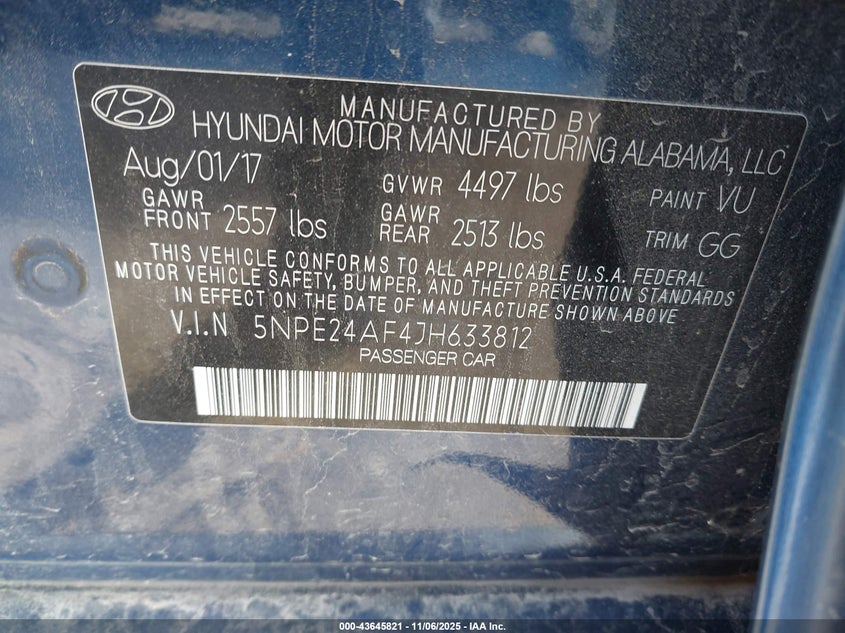 MANUFACTURED BY
HYUNDAI MOTOR MANUFACTURING ALABAMA, LLC
Aug/01/17 GVWR 4497 lbs PAINT VU
GAWR FRONT 2557 lbs GAWR REAR 2513 lbs TRIM GG
THIS VEHICLE CONFORMS TO ALL APPLICABLE U.S.A. FEDERAL
MOTOR VEHICLE SAFETY, BUMPER, AND THEFT PREVENTION STANDARDS
IN EFFECT ON THE DATE OF MANUFACTURE SHOWN ABOVE.
V.I.N 5NPE24AF4JH633812
PASSENGER CAR
000-43645821 - 11/06/2025 - IAA Inc.